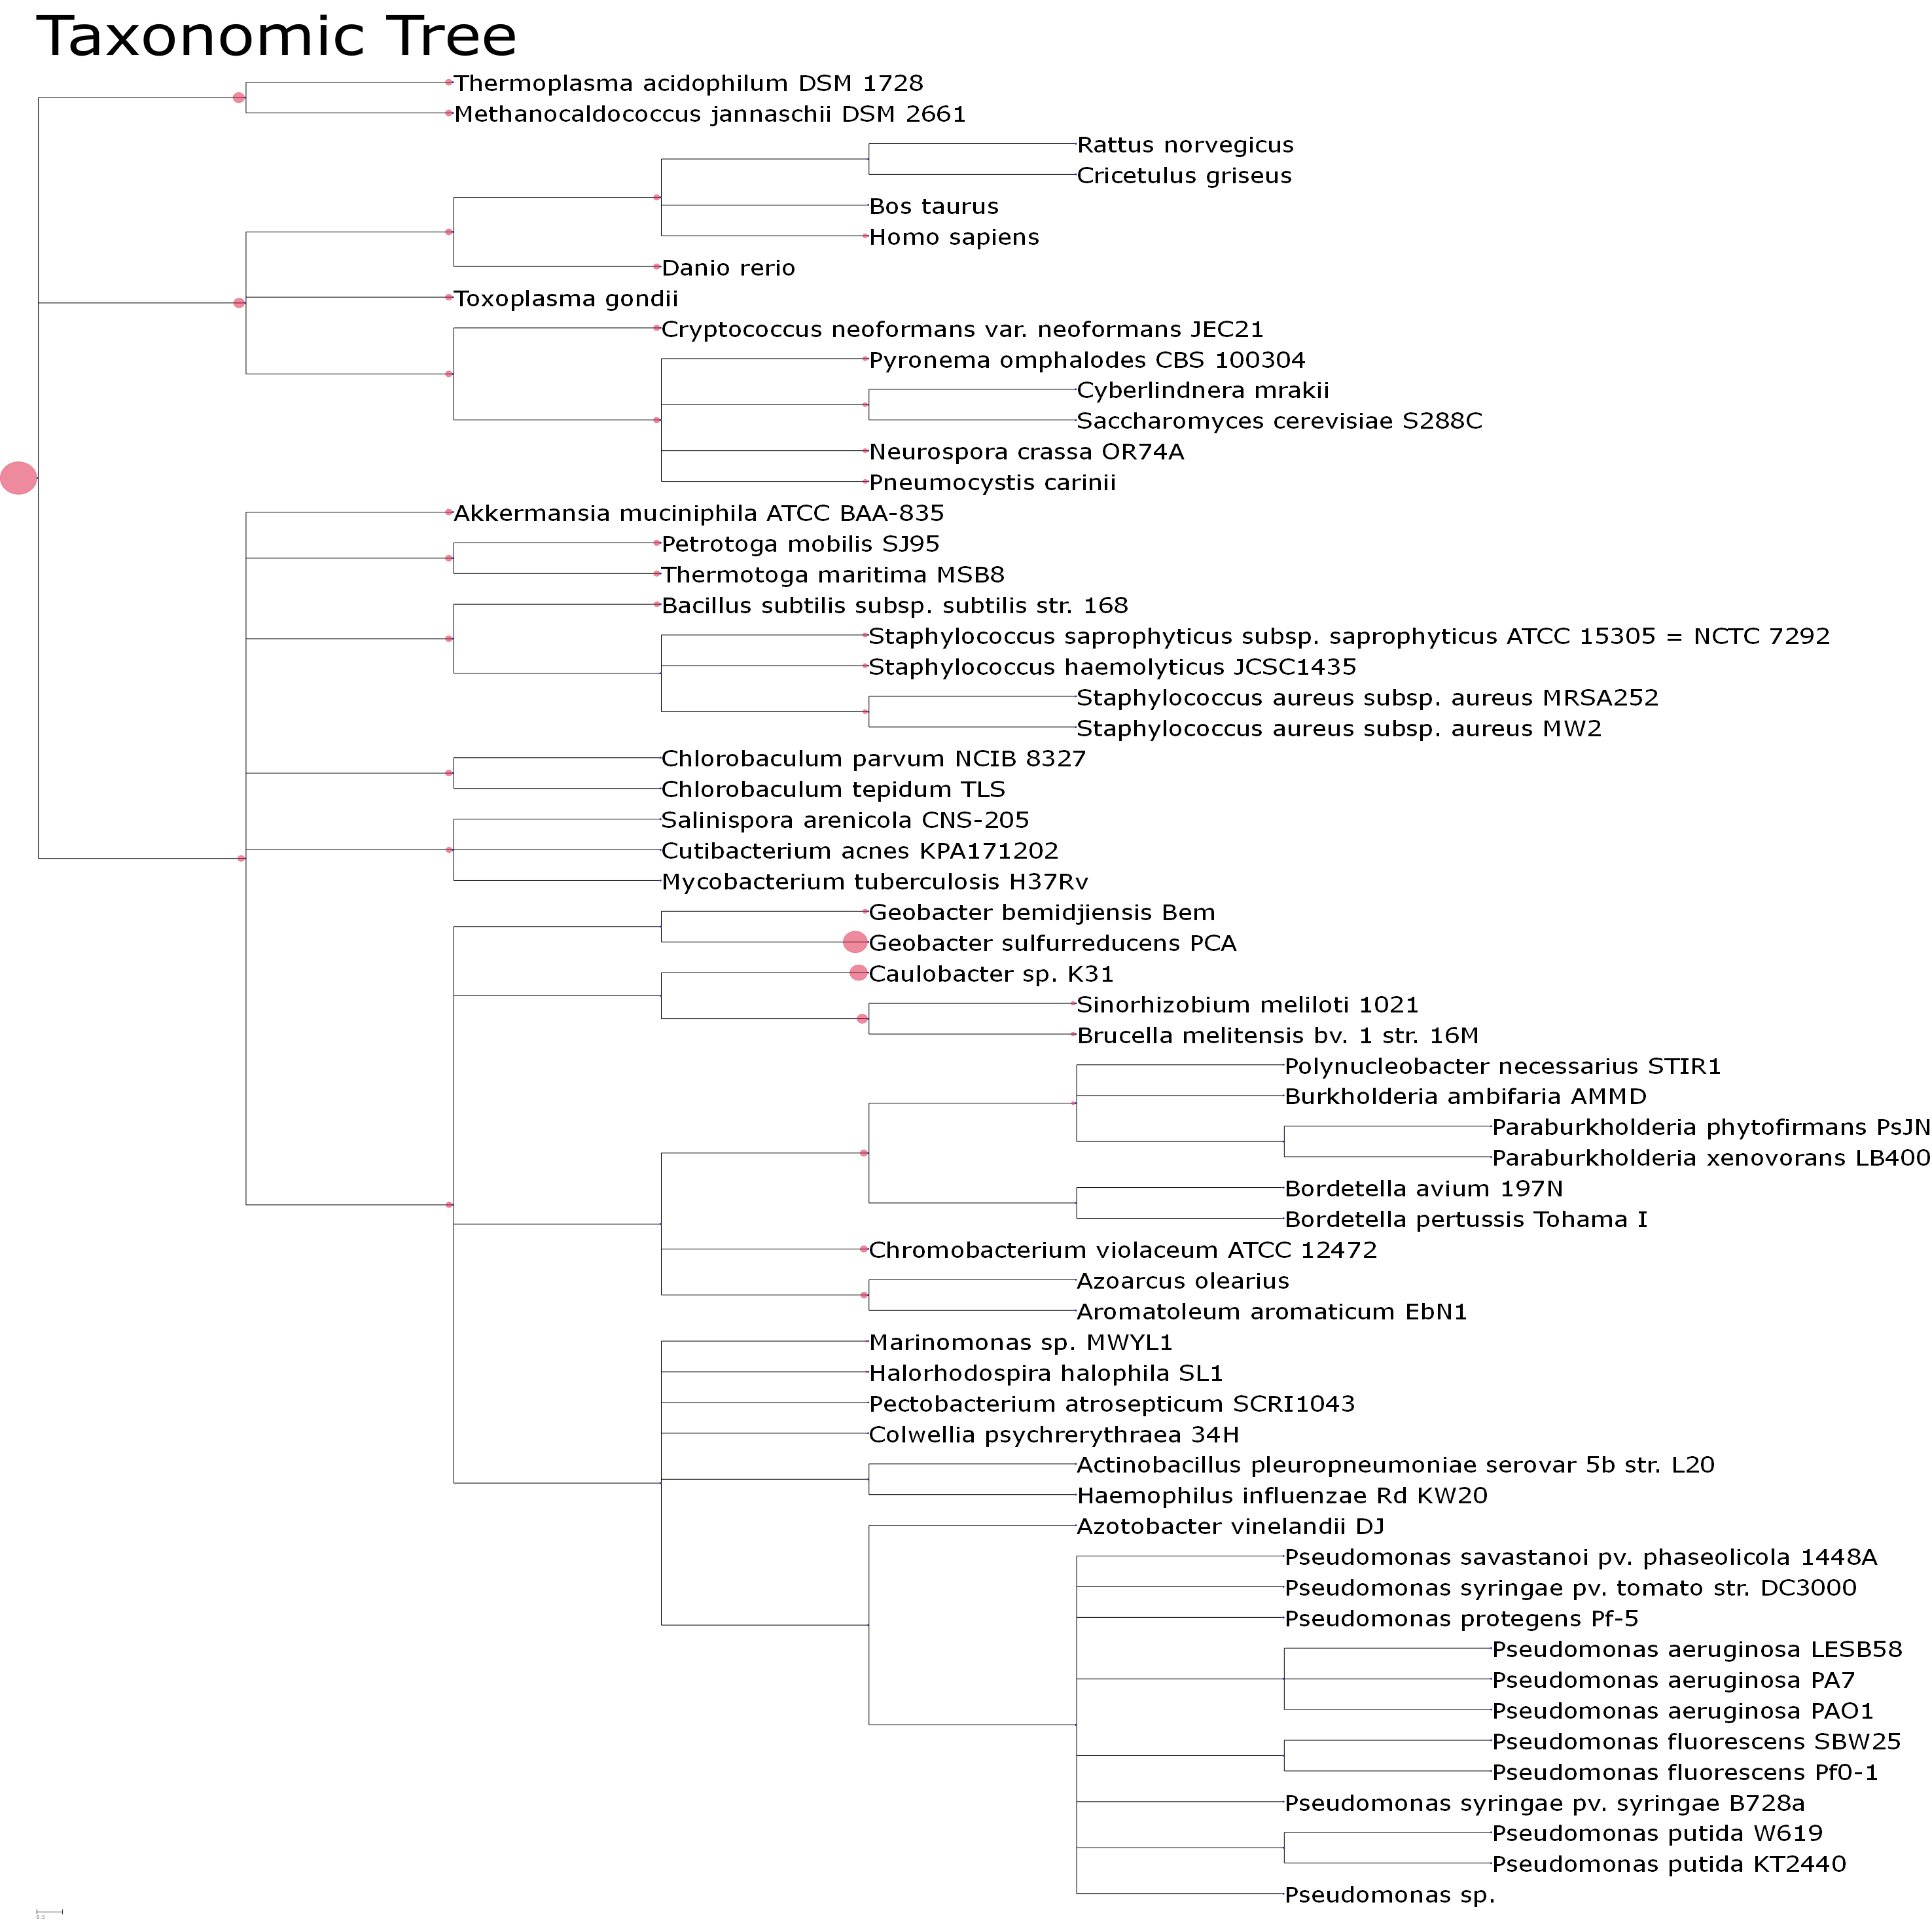 Taxonomic Tree
Thermoplasma acidophilum DSM 1728
Methanocaldococcus jannaschii DSM 2661
Rattus norvegicus
Cricetulus griseus
Bos taurus
Homo sapiens
Danio rerio
Toxoplasma gondii
Cryptococcus neoformans var. neoformans JEC21
Pyronema omphalodes CBS 100304
Cyberlindnera mrakii
Saccharomyces cerevisiae S288C
Neurospora crassa OR74A
Pneumocystis carinii
Akkermansia muciniphila ATCC BAA-835
Petrotoga mobilis SJ95
Thermotoga maritima MSB8
Bacillus subtilis subsp. subtilis str. 168
Staphylococcus saprophyticus subsp. saprophyticus ATCC 15305 = NCTC 7292
Staphylococcus haemolyticus JCSC1435
Staphylococcus aureus subsp. aureus MRSA252
Staphylococcus aureus subsp. aureus MW2
Chlorobaculum parvum NCIB 8327
Chlorobaculum tepidum TLS
Salinispora arenicola CNS-205
Cutibacterium acnes KPA171202
Mycobacterium tuberculosis H37Rv
Geobacter bemidjiensis Bem
Geobacter sulfurreducens PCA
Caulobacter sp. K31
Sinorhizobium meliloti 1021
Brucella melitensis bv. 1 str. 16M
Polynucleobacter necessarius STIR1
Burkholderia ambifaria AMMD
Paraburkholderia phytofirmans PsJN
Paraburkholderia xenovorans LB400
Bordetella avium 197N
Bordetella pertussis Tohama I
Chromobacterium violaceum ATCC 12472
Azoarcus olearius
Aromatoleum aromaticum EbN1
Marinomonas sp. MWYL1
Halorhodospira halophila SL1
Pectobacterium atrosepticum SCRI1043
Colwellia psychrerythraea 34H
Actinobacillus pleuropneumoniae serovar 5b str. L20
Haemophilus influenzae Rd KW20
Azotobacter vinelandii DJ
Pseudomonas savastanoi pv. phaseolicola 1448A
Pseudomonas syringae pv. tomato str. DC3000
Pseudomonas protegens Pf-5
Pseudomonas aeruginosa LESB58
Pseudomonas aeruginosa PA7
Pseudomonas aeruginosa PAO1
Pseudomonas fluorescens SBW25
Pseudomonas fluorescens Pf0-1
Pseudomonas syringae pv. syringae B728a
Pseudomonas putida W619
Pseudomonas putida KT2440
Pseudomonas sp.